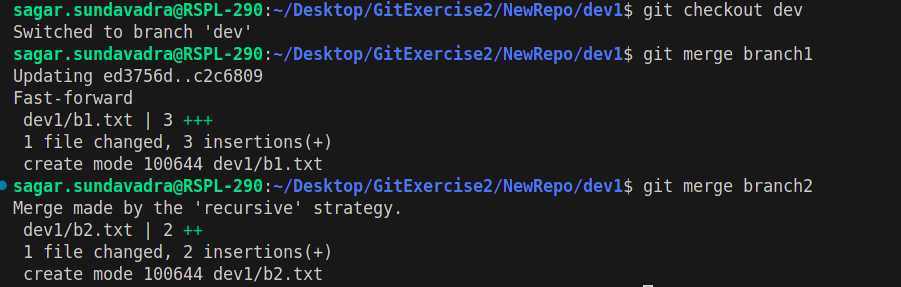 sagar.sundavadra@RSPL-290:~/Desktop/GitExercise2/NewRepo/dev1$ git checkout dev
Switched to branch 'dev'
sagar.sundavadra@RSPL-290:~/Desktop/GitExercise2/NewRepo/dev1$ git merge branch1
Updating ed3756d..c2c6809
Fast-forward
 dev1/b1.txt | 3 +++
 1 file changed, 3 insertions(+)
 create mode 100644 dev1/b1.txt
sagar.sundavadra@RSPL-290:~/Desktop/GitExercise2/NewRepo/dev1$ git merge branch2
Merge made by the 'recursive' strategy.
 dev1/b2.txt | 2 ++
 1 file changed, 2 insertions(+)
 create mode 100644 dev1/b2.txt